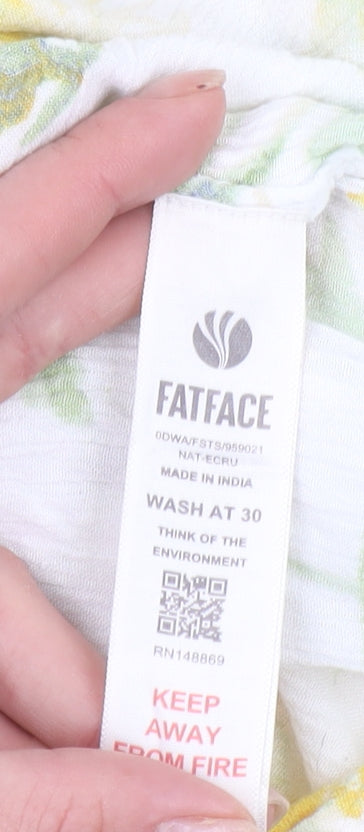 FATFACE
0DWA/FSTS/959021
NAT-ECRU
MADE IN INDIA
WASH AT 30
THINK OF THE
ENVIRONMENT
RN148869
KEEP
AWAY
FROM FIRE